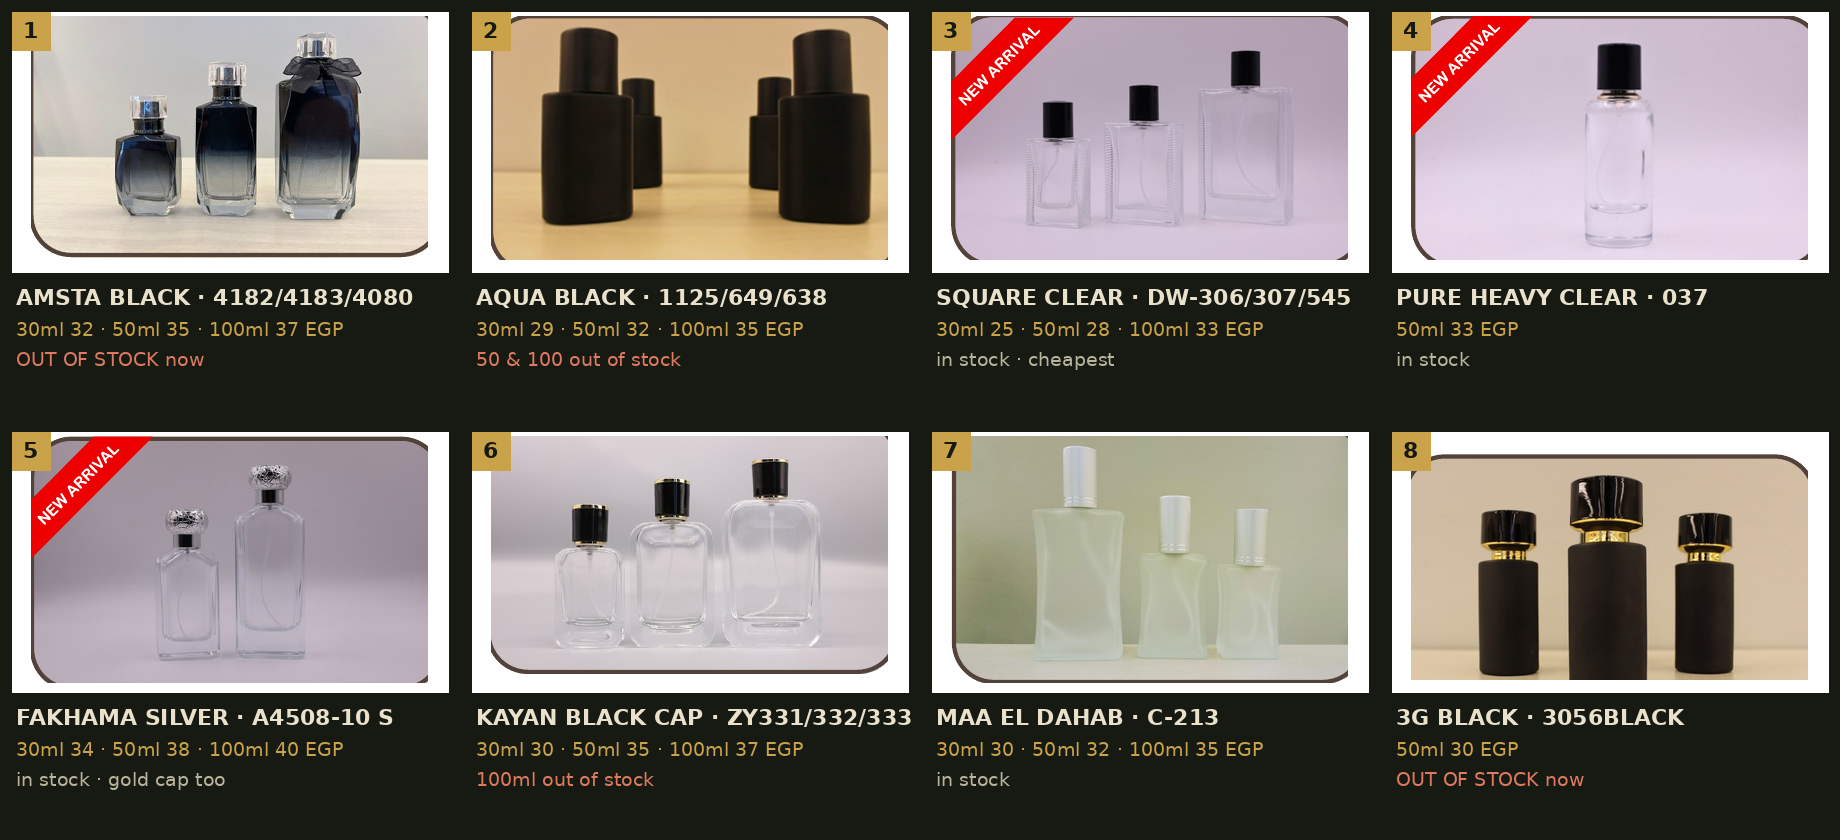 1
2
3
NEW ARRIVAL
4
NEW ARRIVAL
AMSTA BLACK · 4182/4183/4080
30ml 32 · 50ml 35 · 100ml 37 EGP
OUT OF STOCK now
AQUA BLACK · 1125/649/638
30ml 29 · 50ml 32 · 100ml 35 EGP
50 & 100 out of stock
SQUARE CLEAR · DW-306/307/545
30ml 25 · 50ml 28 · 100ml 33 EGP
in stock · cheapest
PURE HEAVY CLEAR · 037
50ml 33 EGP
in stock
5
NEW ARRIVAL
6
7
8
FAKHAMA SILVER · A4508-10 S
30ml 34 · 50ml 38 · 100ml 40 EGP
in stock · gold cap too
KAYAN BLACK CAP · ZY331/332/333
30ml 30 · 50ml 35 · 100ml 37 EGP
100ml out of stock
MAA EL DAHAB · C-213
30ml 30 · 50ml 32 · 100ml 35 EGP
in stock
3G BLACK · 3056BLACK
50ml 30 EGP
OUT OF STOCK now